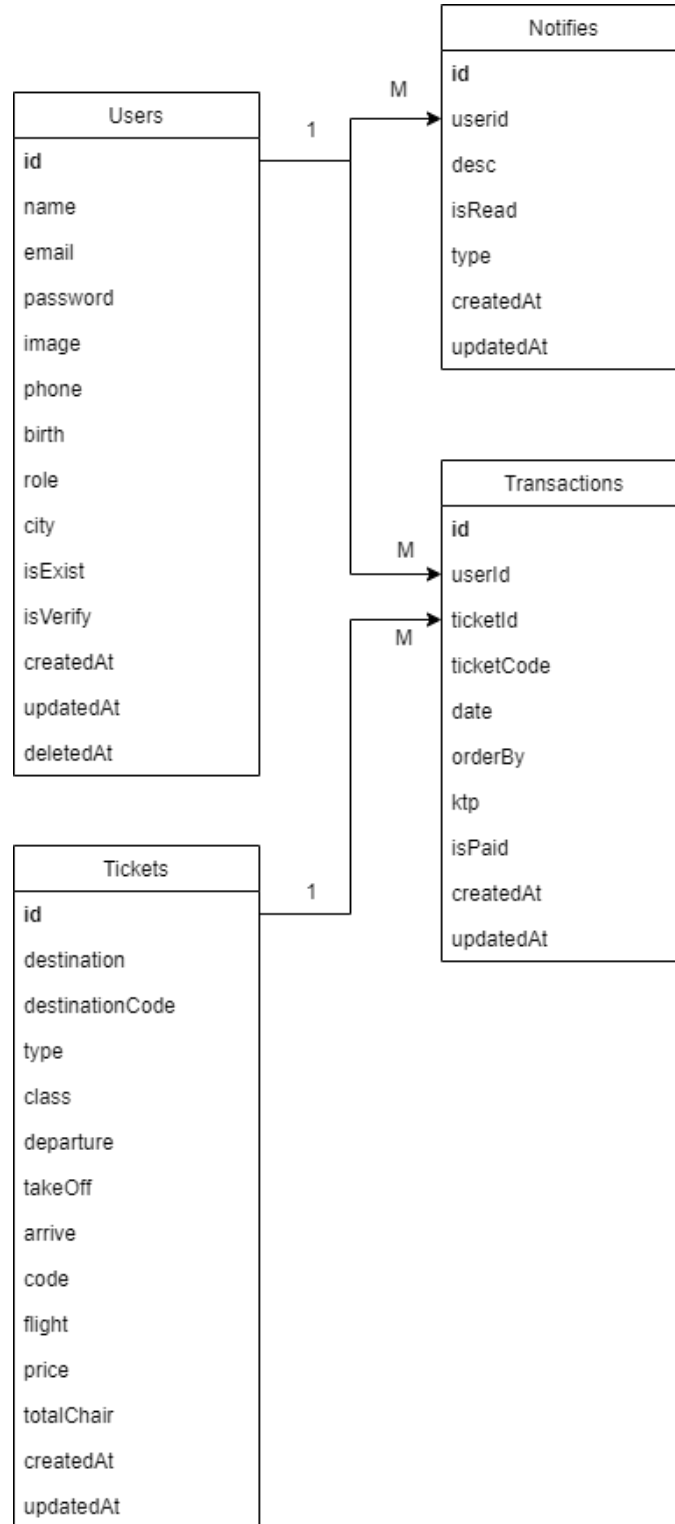 Notifies
id
userid
desc
isRead
type
createdAt
updatedAt
Users
id
name
email
password
image
phone
birth
role
city
isExist
isVerify
createdAt
updatedAt
deletedAt
1
M
Transactions
id
userId
ticketId
ticketCode
date
orderBy
ktp
isPaid
createdAt
updatedAt
M
M
Tickets
id
destination
destinationCode
type
class
departure
takeOff
arrive
code
flight
price
totalChair
createdAt
updatedAt
1